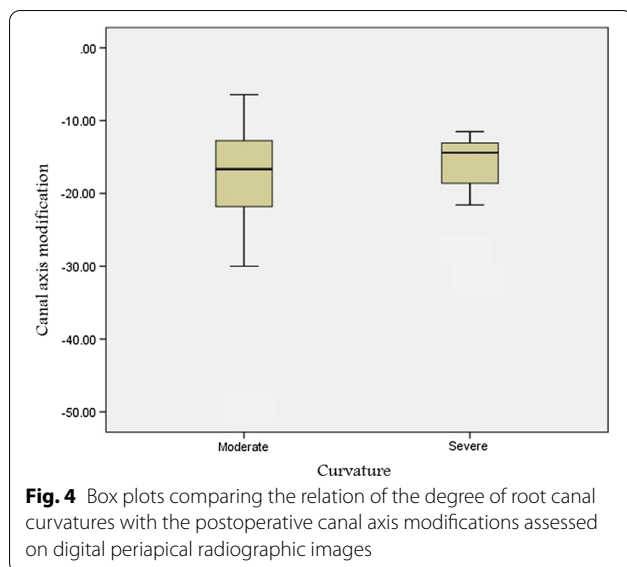 .00
-10.00
-20.00
-30.00
-40.00
-50.00
Canal axis modification
Moderate
Severe
Curvature
Fig. 4 Box plots comparing the relation of the degree of root canal
curvatures with the postoperative canal axis modifications assessed
on digital periapical radiographic images